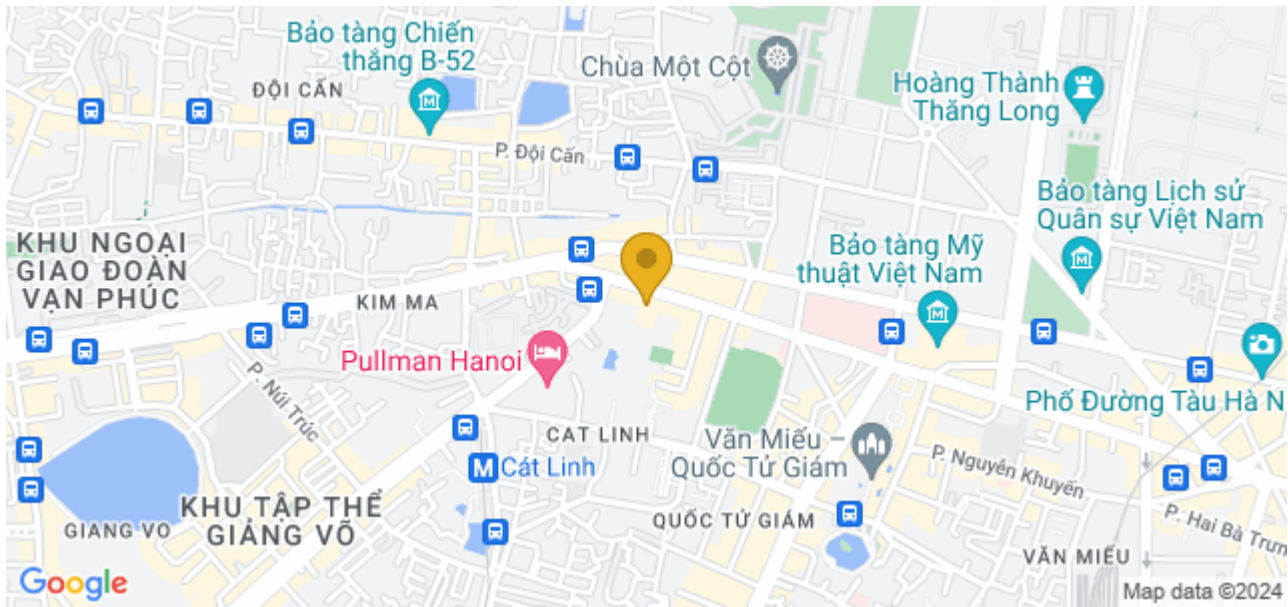 Bảo tàng Chiến
thắng B-52
Chùa Một Cột
ĐỘI CẤN
Hoàng Thành
Thăng Long
P. Đội Cấn
Bảo tàng Lịch sử
Quân sự Việt Nam
KHU NGOẠI
GIAO ĐOÀN
VẠN PHÚC
Bảo tàng Mỹ
thuật Việt Nam
KIM MA
Pullman Hanoi
P. Núi Trúc
Phố Đường Tàu Hà N
CAT LINH
Văn Miếu –
Quốc Tử Giám
P. Nguyễn Khuyến
M Cát Linh
KHU TẬP THỂ
GIẢNG VÕ
GIANG VO
QUỐC TỬ GIÁM
P. Hai Bà Trưn
VĂN MIẾU
Google
Map data ©2024